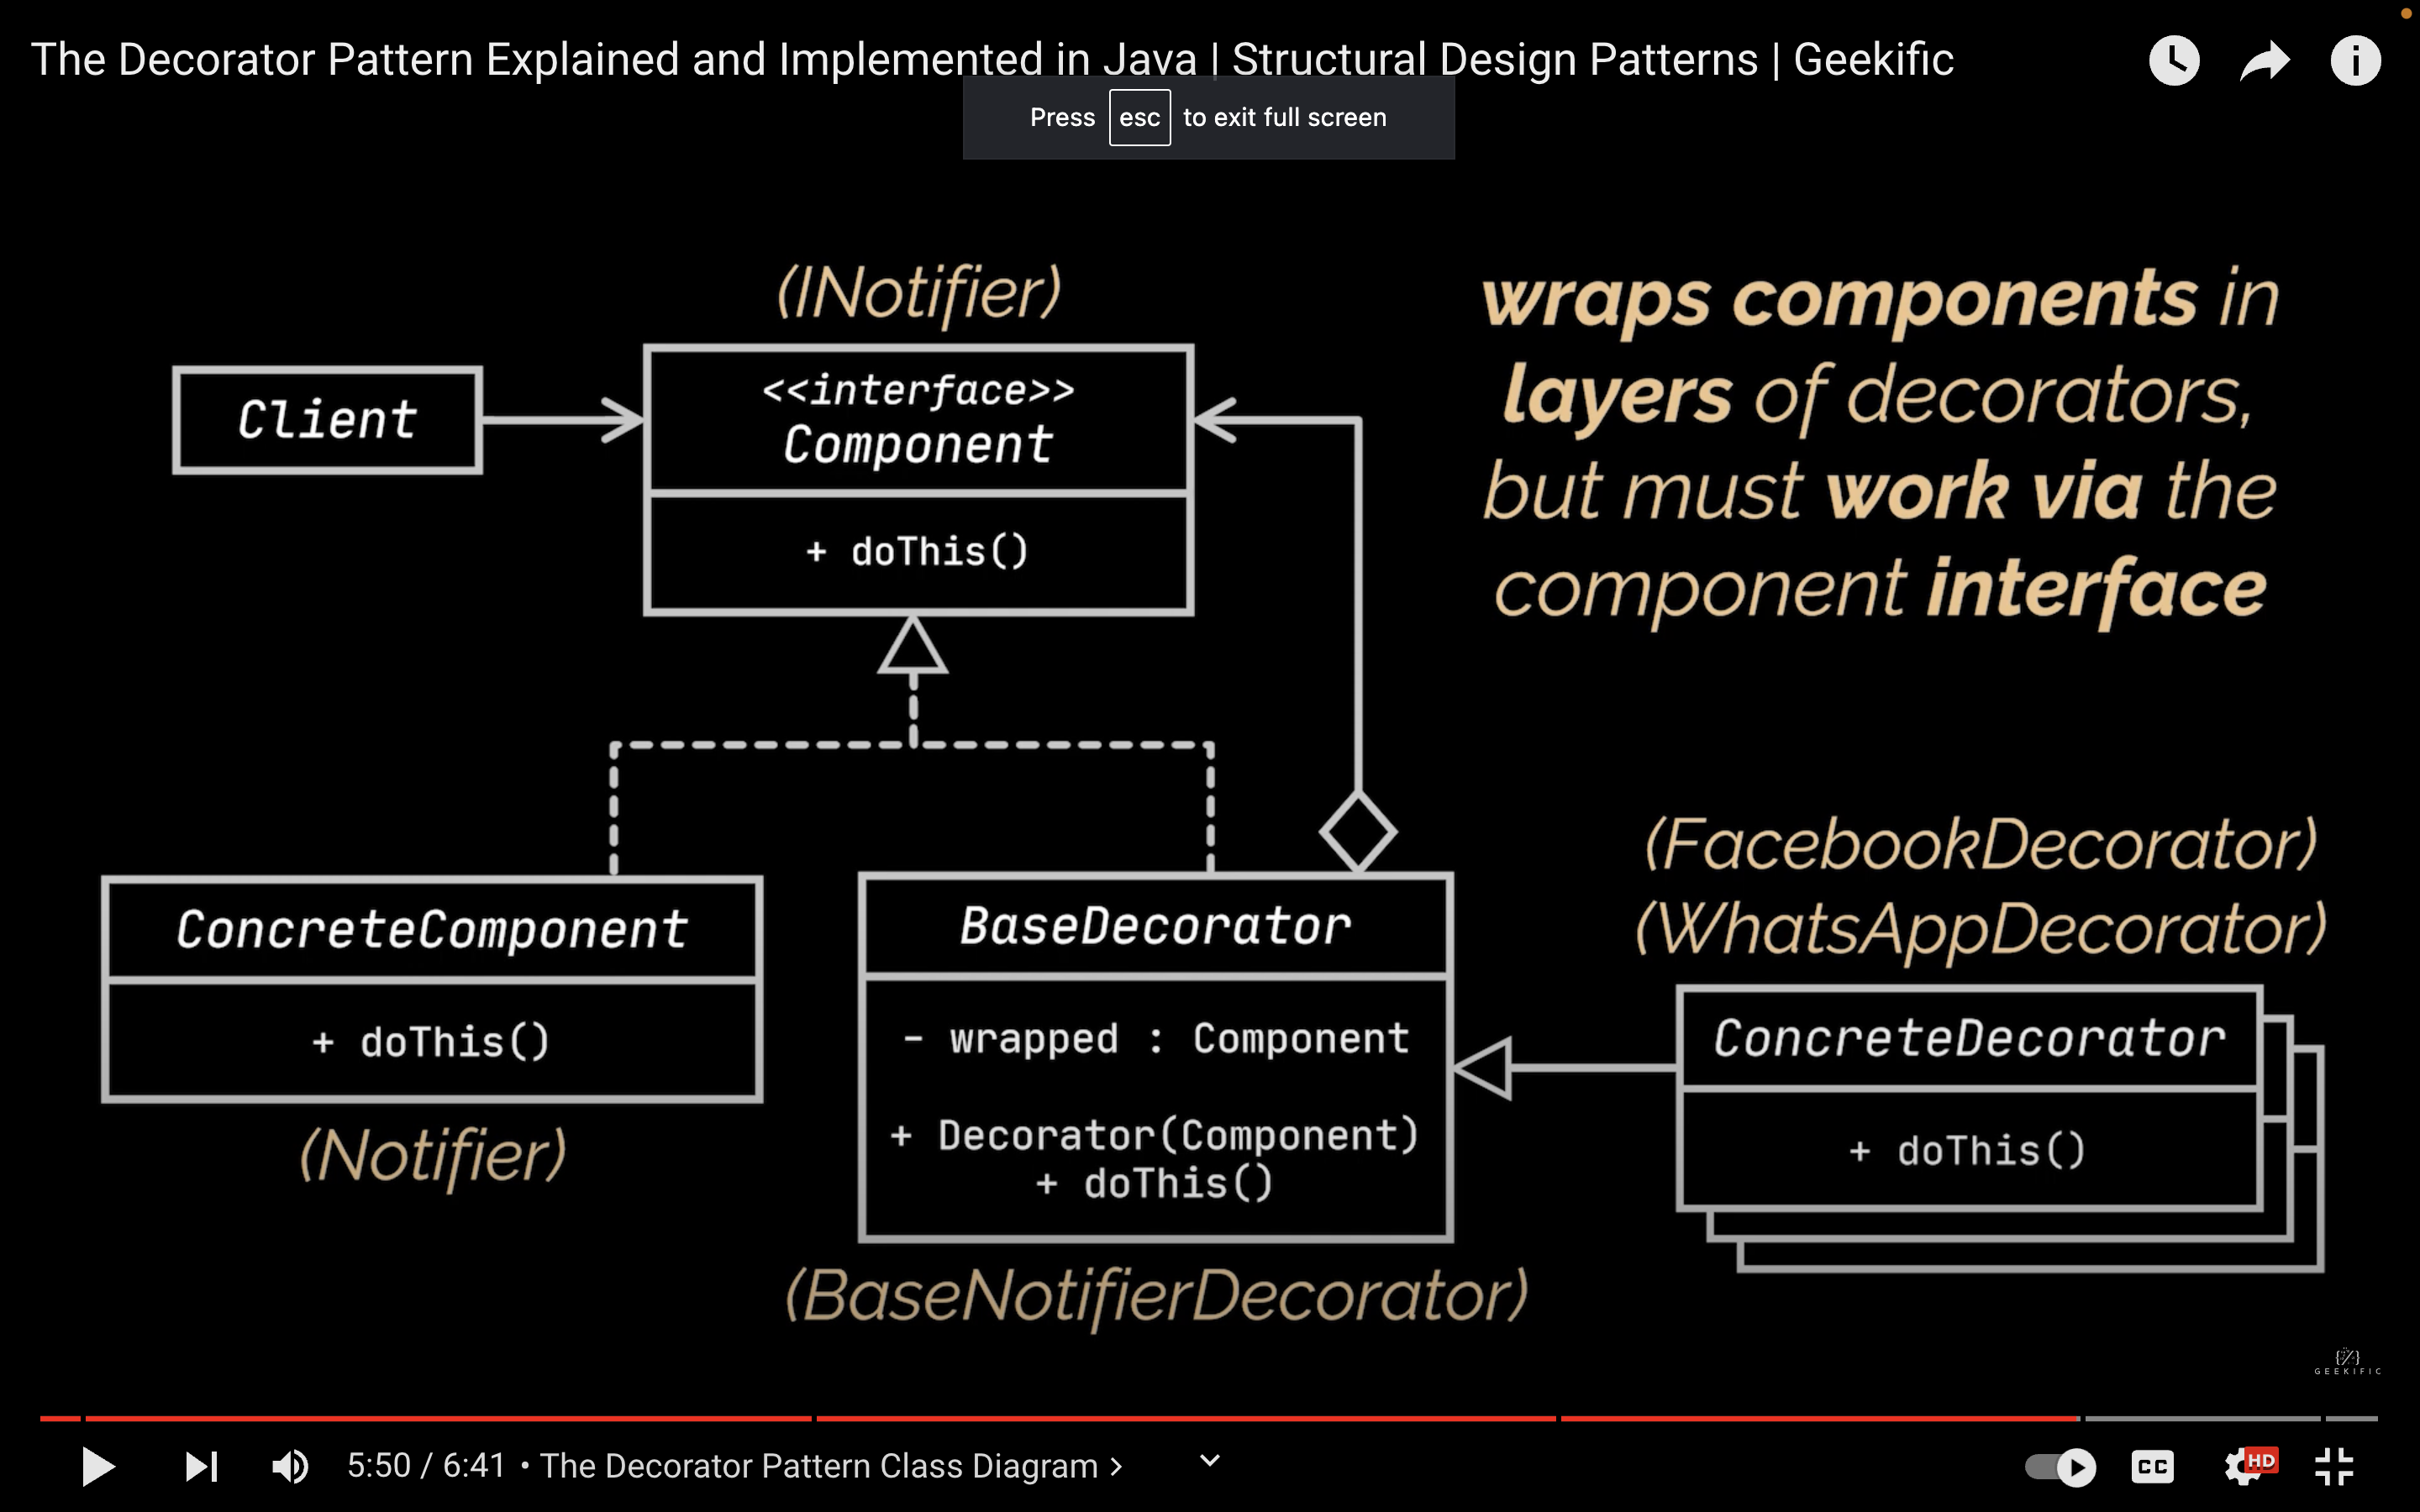 The Decorator Pattern Explained and Implemented in Java | Structural Design Patterns | Geekific
Press esc to exit full screen
(INotifier)
<<interface>>
Component
+ doThis()
Client
wraps components in
layers of decorators,
but must work via the
component interface
ConcreteComponent
+ doThis()
(Notifier)
BaseDecorator
- wrapped : Component
+ Decorator(Component)
+ doThis()
(BaseNotifierDecorator)
(FacebookDecorator)
(WhatsAppDecorator)
ConcreteDecorator
+ doThis()
GEEKIFIC
5:50 / 6:41 • The Decorator Pattern Class Diagram >
CC
HD